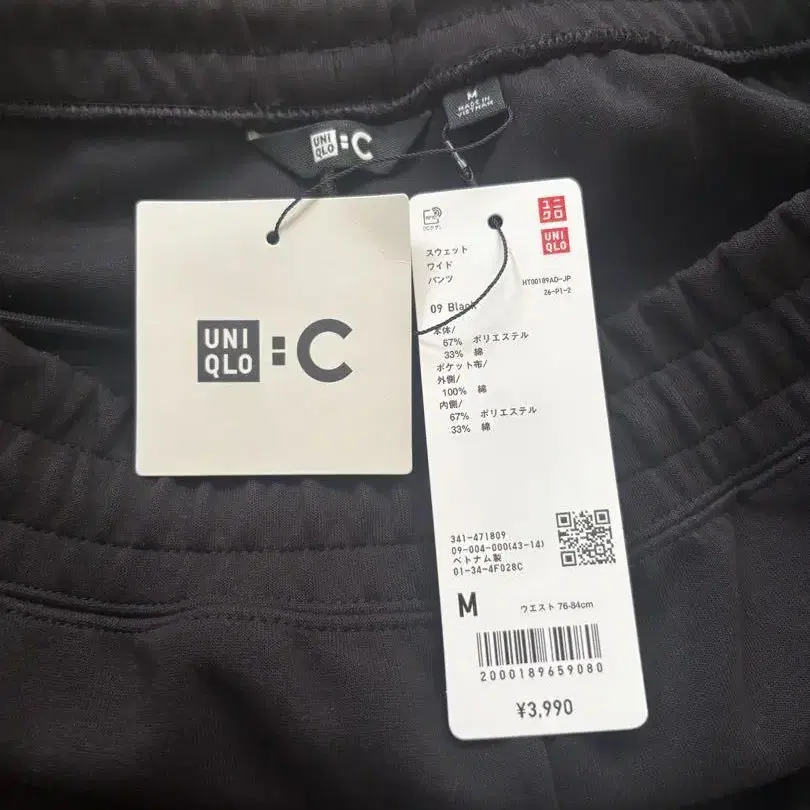 M
MADE IN
VIETNAM
UNI
QLO
:C
UNI
QLO
:C
ユニ
クロ
UNI
QLO
スウェット
ワイド
パンツ
HT00189AD-JP
26-P1-2
09 Black
本体/
67% ポリエステル
33% 綿
ポケット布/
外側/
100% 綿
内側/
67% ポリエステル
33% 綿
341-471809
09-004-000(43-14)
ベトナム製
01-34-4F028C
M ウエスト 76-84cm
2000189659080
¥3,990